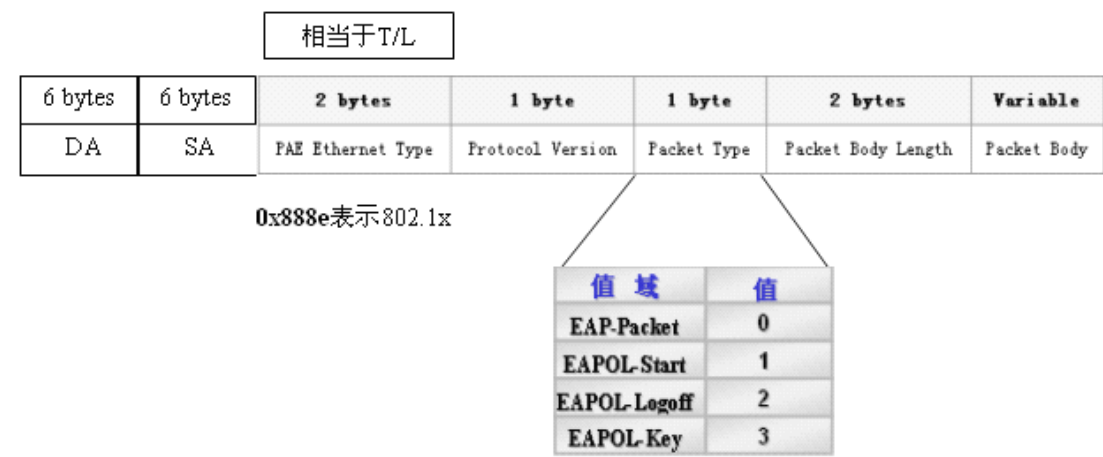 相当于T/L
6 bytes 6 bytes 2 bytes 1 byte 1 byte 2 bytes Variable
DA SA PAE Ethernet Type Protocol Version Packet Type Packet Body Length Packet Body
0x888e表示802.1x
值 域 值
EAP-Packet 0
EAPOL-Start 1
EAPOL-Logoff 2
EAPOL-Key 3